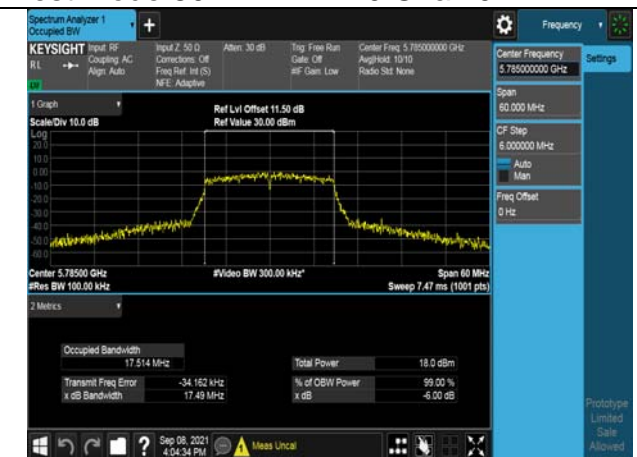 Spectrum Analyzer 1
Occupied BW
+
Frequency
KEYSIGHT
RL
Input: RF
Coupling: AC
Align: Auto
Input Z: 50 Ω
Corrections: Off
Freq Ref: Int (S)
NFE: Adaptive
Atten: 30 dB
Trig: Free Run
Gate: Off
#IF Gain: Low
Center Freq: 5.785000000 GHz
Avg|Hold: 10/10
Radio Std: None
Center Frequency
5.785000000 GHz
Settings
Span
60.000 MHz
CF Step
6.000000 MHz
Auto
Man
Freq Offset
0 Hz
1 Graph
Scale/Div 10.0 dB
Ref Lvl Offset 11.50 dB
Ref Value 30.00 dBm
Log
20.0
10.0
0.00
-10.0
-20.0
-30.0
-40.0
-50.0
-60.0
Center 5.78500 GHz
#Res BW 100.00 kHz
#Video BW 300.00 kHz*
Span 60 MHz
Sweep 7.47 ms (1001 pts)
2 Metrics
Occupied Bandwidth
17.514 MHz
Total Power 18.0 dBm
Transmit Freq Error -34.162 kHz
% of OBW Power 99.00 %
x dB Bandwidth 17.49 MHz
x dB -6.00 dB
Prototype
Limited
Sale
Allowed
?
Sep 08, 2021
4:04:34 PM
Meas Uncal